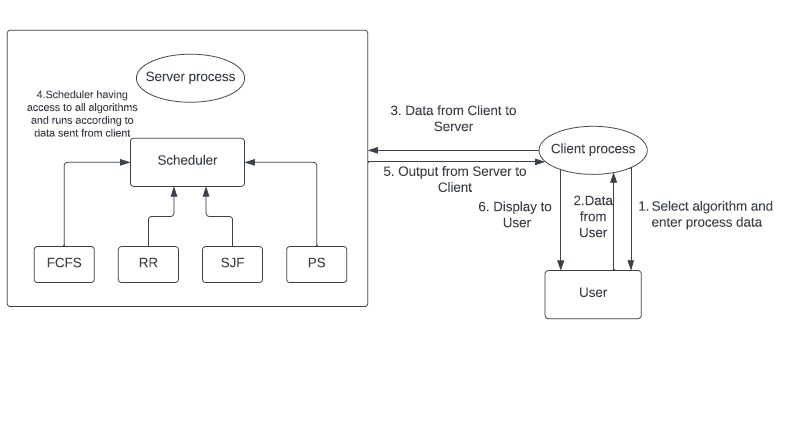 Server process
4.Scheduler having
access to all algorithms
and runs according to
data sent from client
Scheduler
FCFS
RR
SJF
PS
3. Data from Client to
Server
5. Output from Server to
Client
Client process
6. Display to
User
2.Data
from
User
1. Select algorithm and
enter process data
User